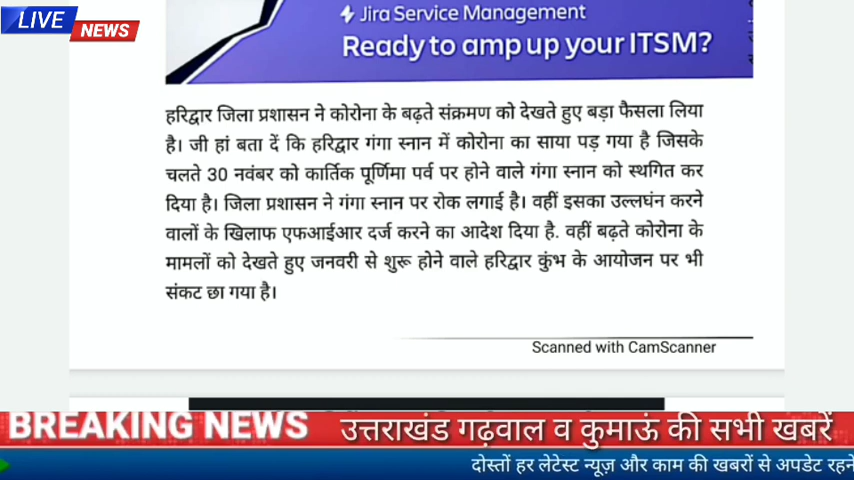 LIVE
NEWS
Jira Service Management
Ready to amp up your ITSM?
हरिद्वार जिला प्रशासन ने कोरोना के बढ़ते संक्रमण को देखते हुए बड़ा फैसला लिया
है। जी हां बता दें कि हरिद्वार गंगा स्नान में कोरोना का साया पड़ गया है जिसके
चलते 30 नवंबर को कार्तिक पूर्णिमा पर्व पर होने वाले गंगा स्नान को स्थगित कर
दिया है। जिला प्रशासन ने गंगा स्नान पर रोक लगाई है। वहीं इसका उल्लघंन करने
वालों के खिलाफ एफआईआर दर्ज करने का आदेश दिया है. वहीं बढ़ते कोरोना के
मामलों को देखते हुए जनवरी से शुरू होने वाले हरिद्वार कुंभ के आयोजन पर भी
संकट छा गया है।
Scanned with CamScanner
BREAKING NEWS
उत्तराखंड गढ़वाल व कुमाऊं की सभी खबरें
दोस्तों हर लेटेस्ट न्यूज़ और काम की खबरों से अपडेट रहने